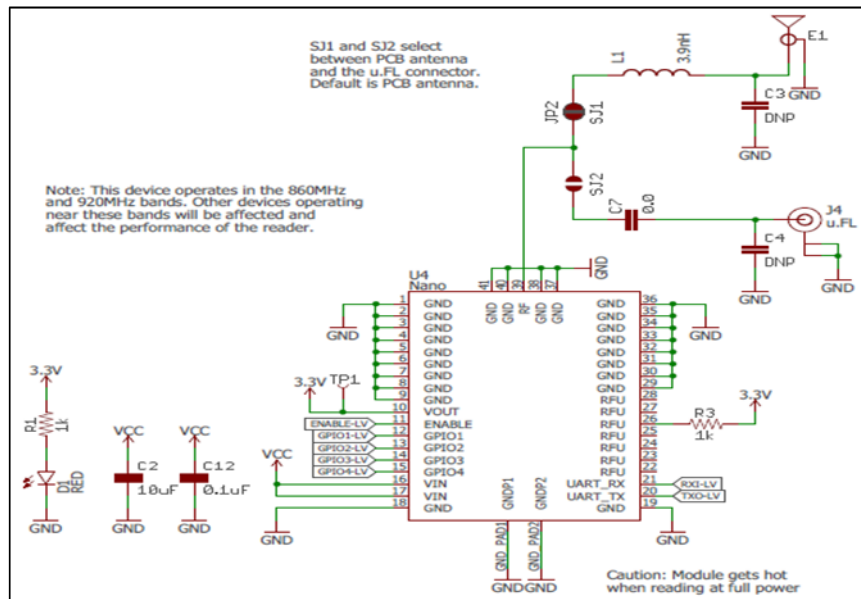 SJ1 and SJ2 select
between PCB antenna
and the u.FL connector.
Default is PCB antenna.
L1
3.9nH
E1
GND
C3
DNP
GND
JP2
SJ1
SJ2
C7
0.0
J4
u.FL
C4
DNP
GND
GND
Note: This device operates in the 860MHz
and 920MHz bands. Other devices operating
near these bands will be affected and
affect the performance of the reader.
U4
Nano
41 40 39 38 37
GND
GND GND RF GND GND
1 GND GND 36
2 GND GND 35
3 GND GND 34
4 GND GND 33
5 GND GND 32
6 GND GND 31
7 GND GND 30
8 GND GND 29
9 GND RFU 28
10 VOUT RFU 27
11 ENABLE RFU 26
12 GPIO1 RFU 25
13 GPIO2 RFU 24
14 GPIO3 RFU 23
15 GPIO4 RFU 22
16 VIN UART_RX 21
17 VIN UART_TX 20
18 GND GND 19
GNDP1 GNDP2
GND
GND
3.3V
TP1
ENABLE-LV
GPIO1-LV
GPIO2-LV
GPIO3-LV
GPIO4-LV
VCC
GND
3.3V
R3
1k
RXI-LV
TXO-LV
GND
3.3V
R1
1k
D1
RED
GND
VCC
C2
10uF
GND
VCC
C12
0.1uF
GND
GND_PAD1
GND_PAD2
GND GND
Caution: Module gets hot
when reading at full power